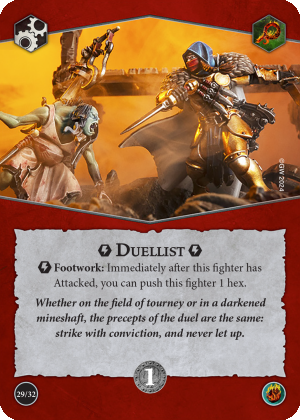 ©GW 2024
DUELLIST
Footwork: Immediately after this fighter has
Attacked, you can push this fighter 1 hex.
Whether on the field of tourney or in a darkened
mineshaft, the precepts of the duel are the same:
strike with conviction, and never let up.
29/32
1